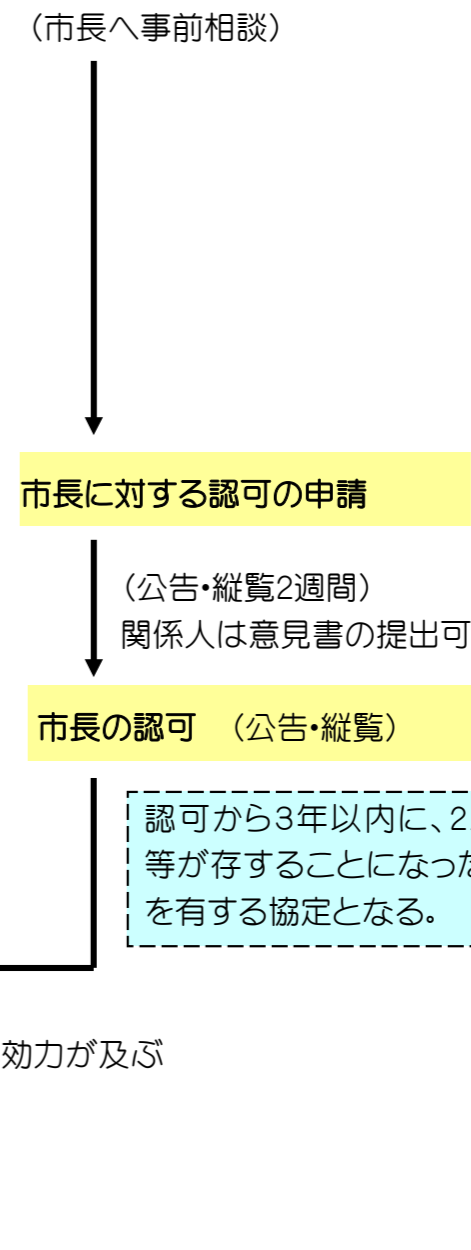 （市長へ事前相談）
市長に対する認可の申請
（公告・縦覧2週間）
関係人は意見書の提出可
市長の認可　（公告・縦覧）
認可から3年以内に、2
等が存することになった
を有する協定となる。
効力が及ぶ